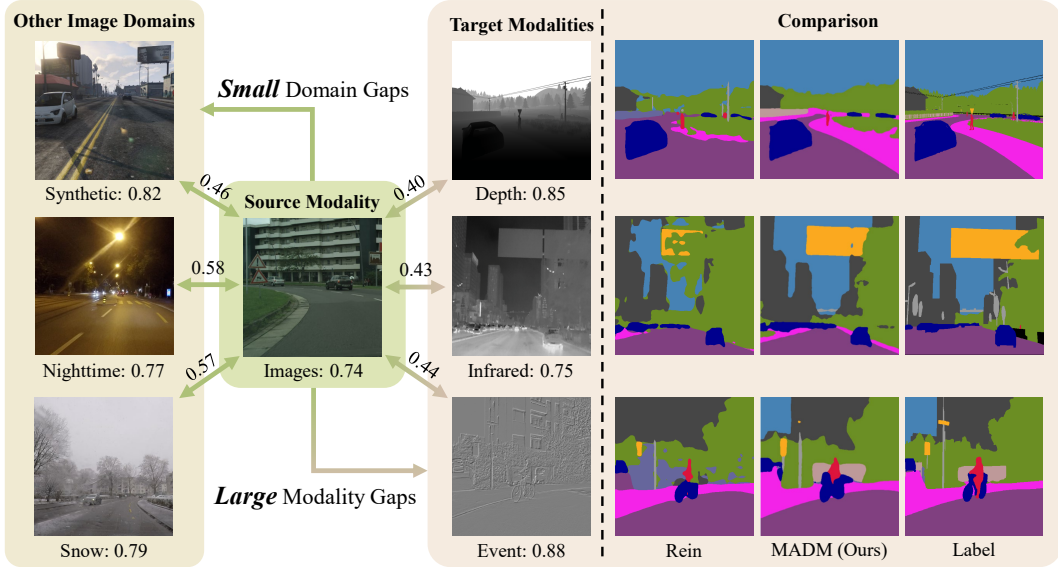 Other Image Domains
Target Modalities
Comparison
Small Domain Gaps
Synthetic: 0.82
0.46
Source Modality
0.40
Depth: 0.85
0.58
0.43
Nighttime: 0.77
0.57
Images: 0.74
0.44
Infrared: 0.75
Large Modality Gaps
Snow: 0.79
Event: 0.88
Rein
MADM (Ours)
Label